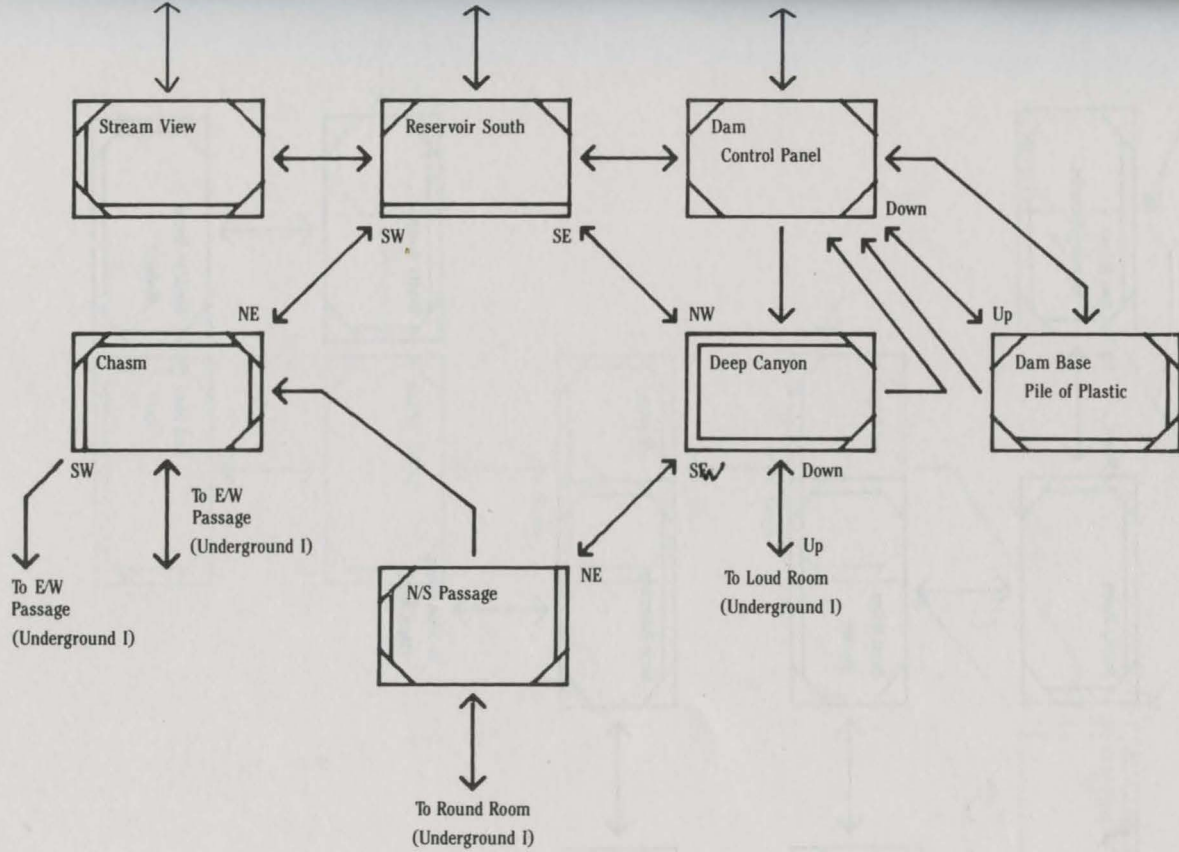 Stream View
Reservoir South
Dam
Control Panel
Down
SW
SE
NE
NW
Up
Chasm
Deep Canyon
Dam Base
Pile of Plastic
SW
To E/W
Passage
(Underground I)
To E/W
Passage
(Underground I)
SE
w
Down
Up
To Loud Room
(Underground I)
NE
N/S Passage
To Round Room
(Underground I)